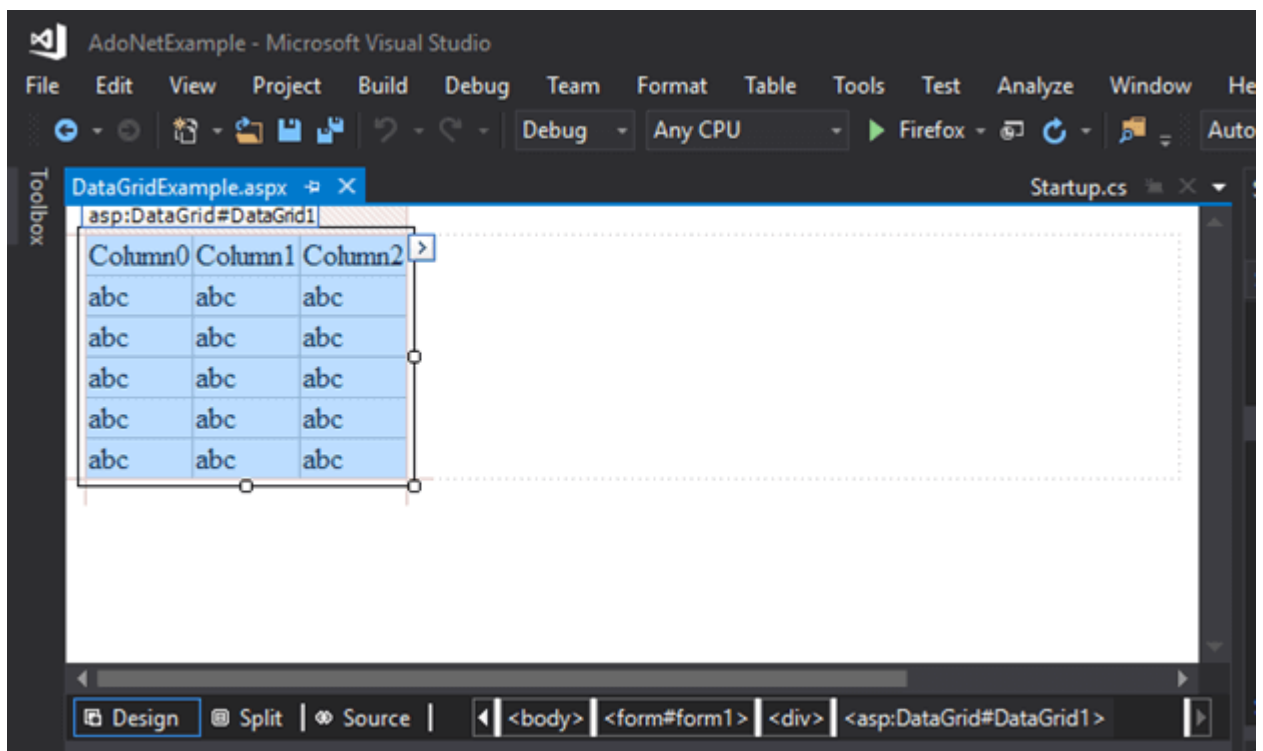 AdoNetExample - Microsoft Visual Studio
File Edit View Project Build Debug Team Format Table Tools Test Analyze Window He
Debug Any CPU Firefox Auto
Toolbox
DataGridExample.aspx Startup.cs
asp:DataGrid#DataGrid1
Column0 Column1 Column2
abc abc abc
abc abc abc
abc abc abc
abc abc abc
abc abc abc
Design Split Source <body> <form#form1> <div> <asp:DataGrid#DataGrid1>